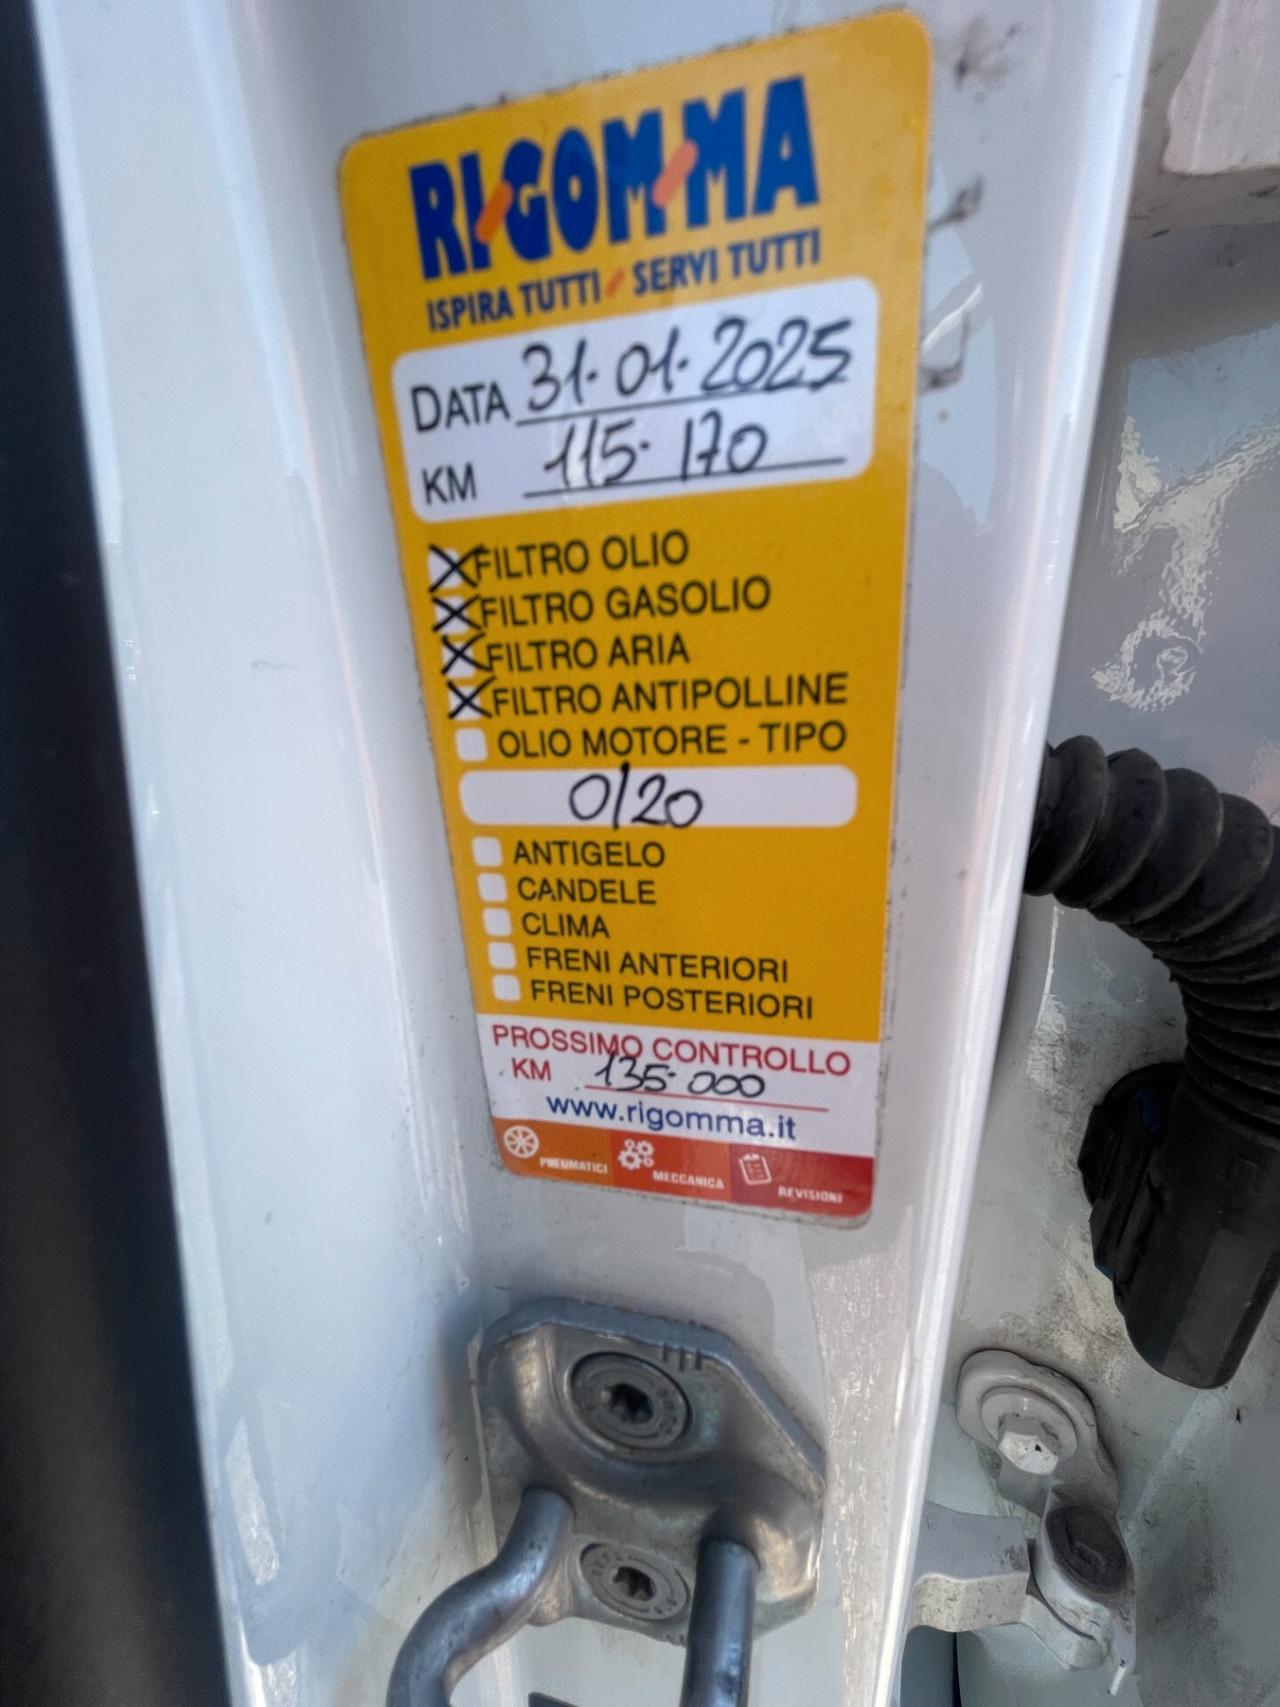 RIGOMMA
ISPIRA TUTTI / SERVI TUTTI
DATA 31.01.2025
KM 115.170
FILTRO OLIO
FILTRO GASOLIO
FILTRO ARIA
FILTRO ANTIPOLLINE
OLIO MOTORE - TIPO
0/20
ANTIGELO
CANDELE
CLIMA
FRENI ANTERIORI
FRENI POSTERIORI
PROSSIMO CONTROLLO
KM 135.000
www.rigomma.it
PNEUMATICI MECCANICA REVISIONI